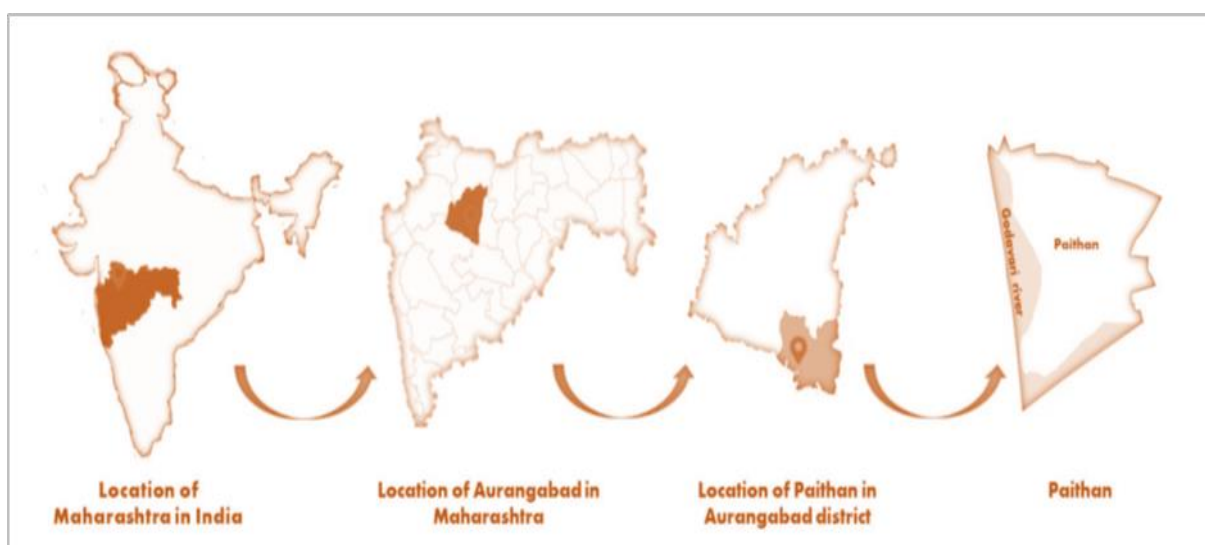 Godavari river
Paithan
Location of
Maharashtra in India
Location of Aurangabad in
Maharashtra
Location of Paithan in
Aurangabad district
Paithan